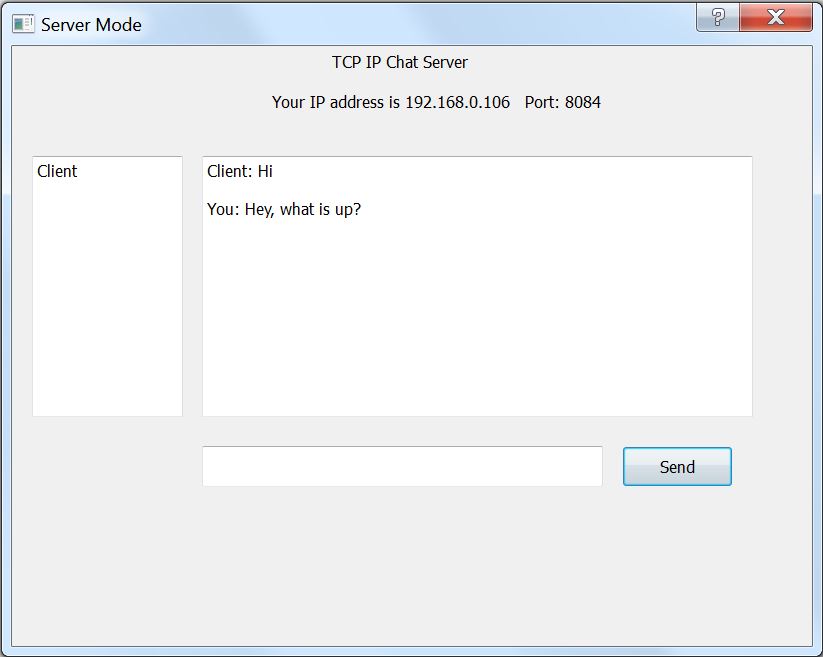 Server Mode
TCP IP Chat Server
Your IP address is 192.168.0.106   Port: 8084
Client
Client: Hi
You: Hey, what is up?
Send